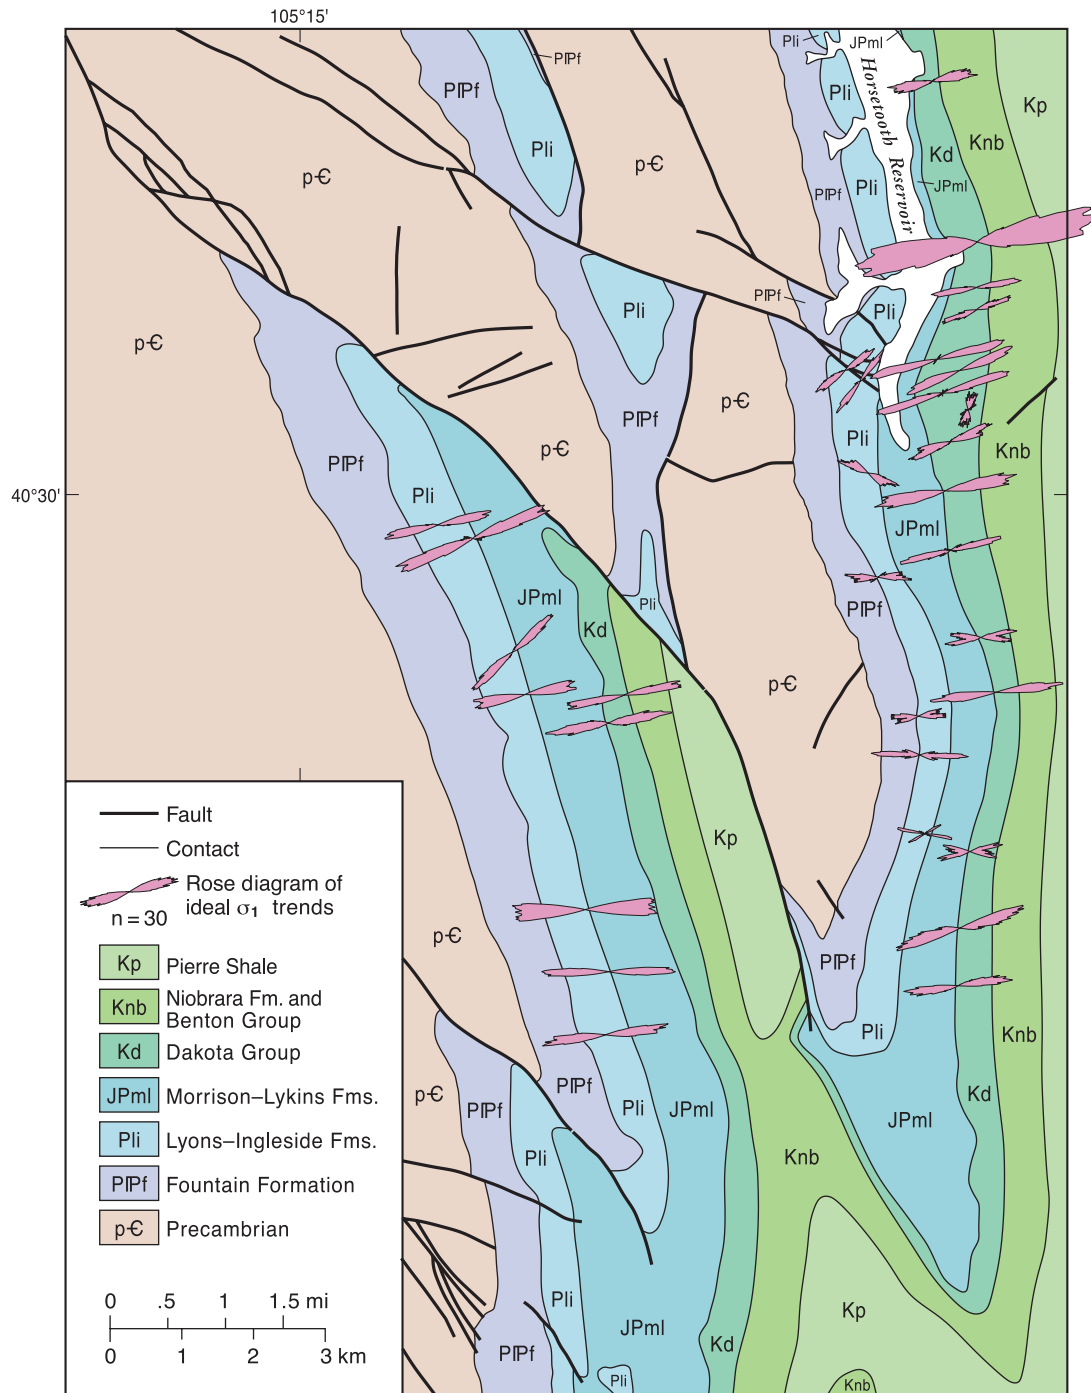 105°15'
Pli
JPml
PIPf
PIPf
Pli
Horsetooth Reservoir
Kp
Knb
Kd
Pli
p-C
p-C
JPml
Pli
PIPf
PIPf
Pli
Pli
p-C
p-C
PIPf
Pli
Knb
p-C
PIPf
Pli
40°30'
JPml
JPml
Pli
PIPf
Kd
p-C
Kp
Fault
Contact
Rose diagram of
ideal σ1 trends
n = 30
p-C
Kp
Pierre Shale
PIPf
Knb
Niobrara Fm. and
Benton Group
Pli
Knb
Kd
Dakota Group
JPml
Morrison–Lykins Fms.
p-C
PIPf
PIPf
Pli
JPml
Kd
JPml
Pli
Lyons–Ingleside Fms.
Pli
Knb
PIPf
Fountain Formation
p-C
Precambrian
0 .5 1 1.5 mi
0 1 2 3 km
Pli
Kp
JPml
Kd
PIPf
Pli
Knb